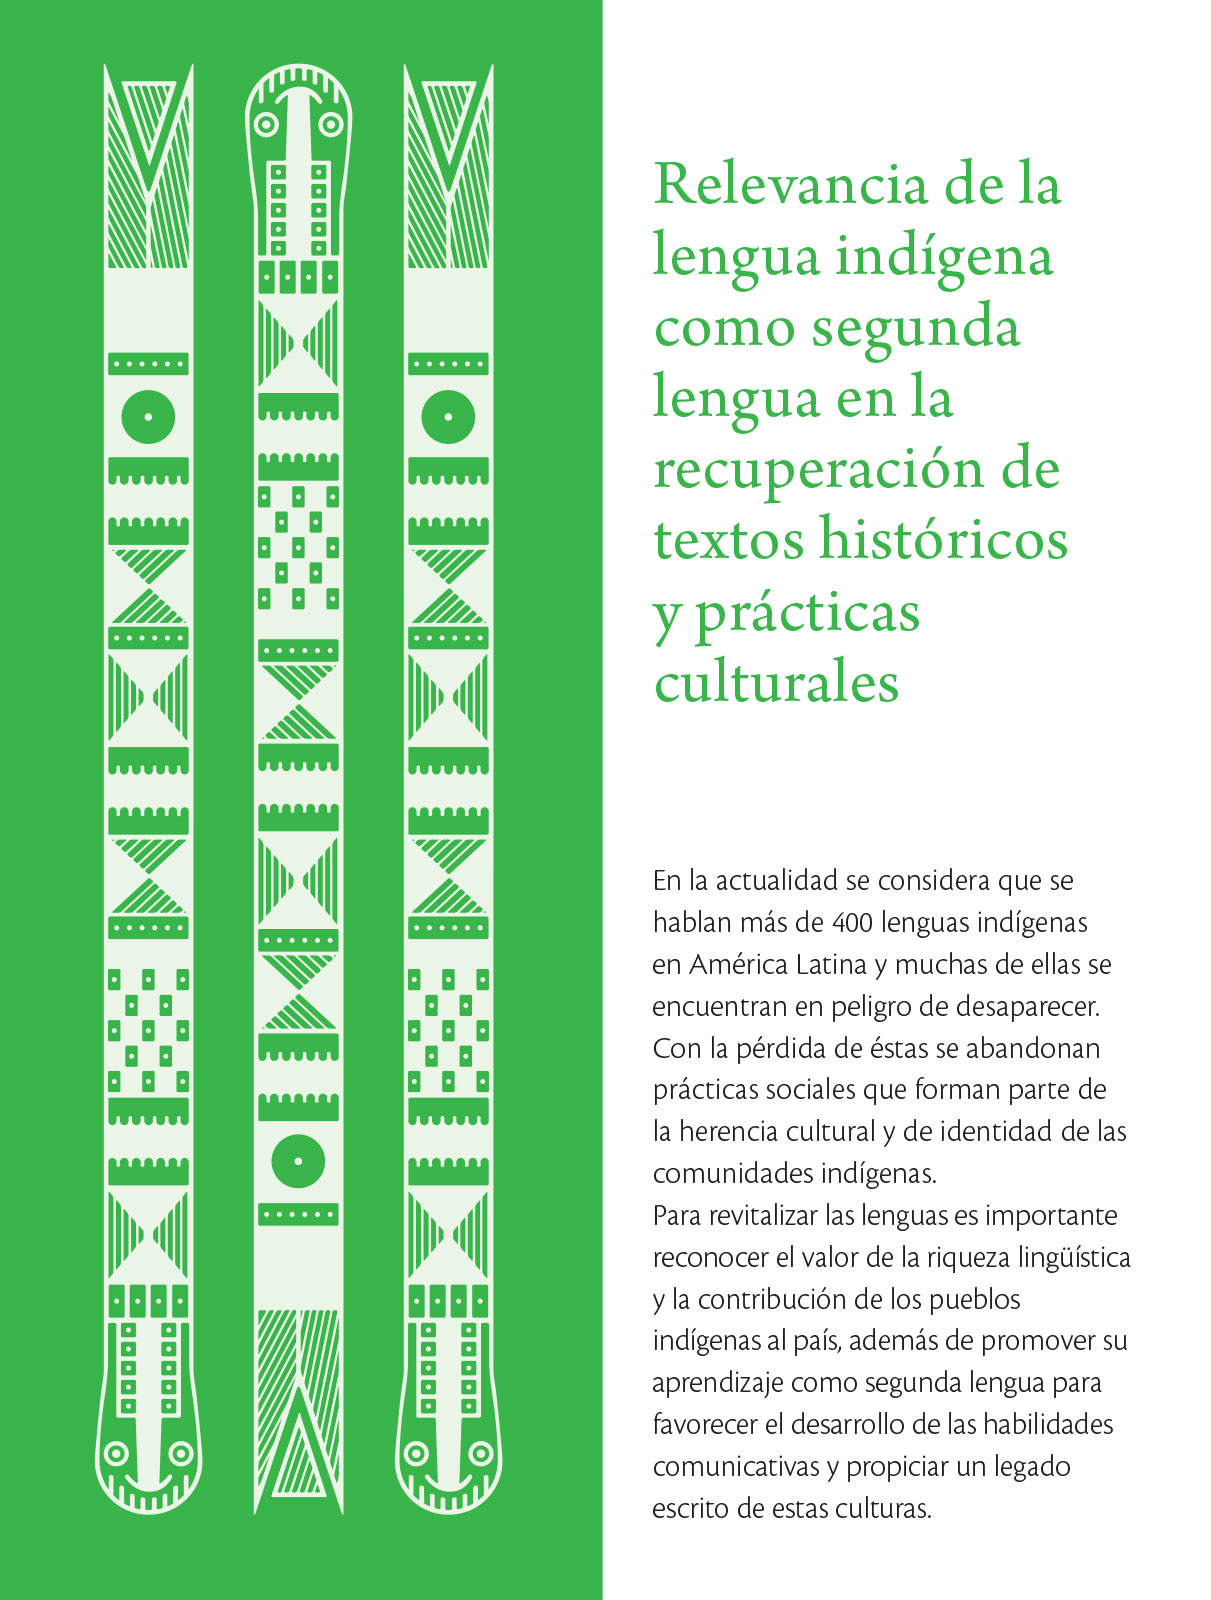 Relevancia de la
lengua indígena
como segunda
lengua en la
recuperación de
textos históricos
y prácticas
culturales
En la actualidad se considera que se
hablan más de 400 lenguas indígenas
en América Latina y muchas de ellas se
encuentran en peligro de desaparecer.
Con la pérdida de éstas se abandonan
prácticas sociales que forman parte de
la herencia cultural y de identidad de las
comunidades indígenas.
Para revitalizar las lenguas es importante
reconocer el valor de la riqueza lingüística
y la contribución de los pueblos
indígenas al país, además de promover su
aprendizaje como segunda lengua para
favorecer el desarrollo de las habilidades
comunicativas y propiciar un legado
escrito de estas culturas.